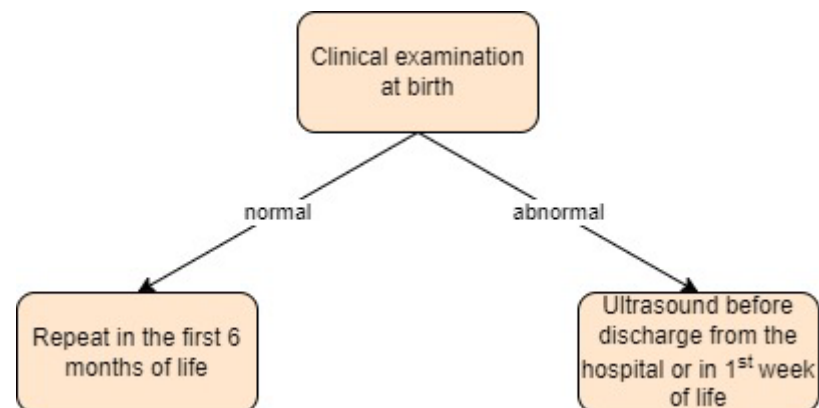 Clinical examination
at birth
normal
abnormal
Repeat in the first 6
months of life
Ultrasound before
discharge from the
hospital or in 1st week
of life